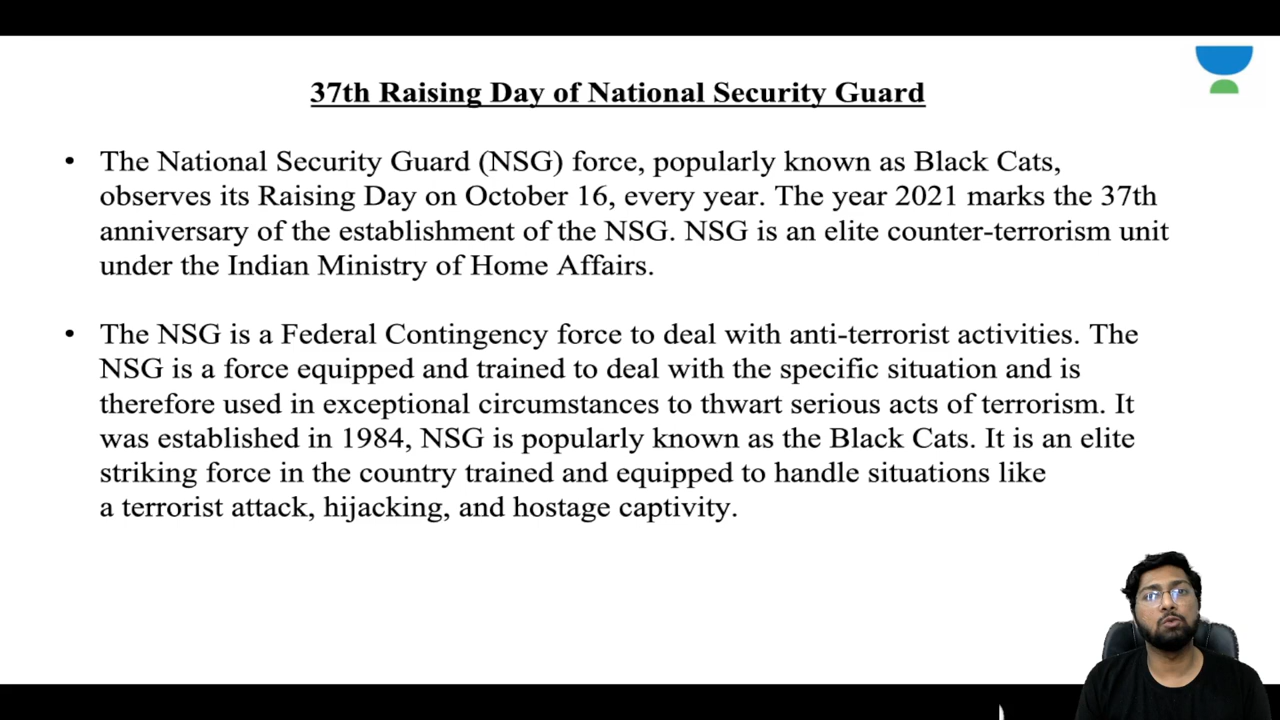 37th Raising Day of National Security Guard
• The National Security Guard (NSG) force, popularly known as Black Cats,
observes its Raising Day on October 16, every year. The year 2021 marks the 37th
anniversary of the establishment of the NSG. NSG is an elite counter-terrorism unit
under the Indian Ministry of Home Affairs.
• The NSG is a Federal Contingency force to deal with anti-terrorist activities. The
NSG is a force equipped and trained to deal with the specific situation and is
therefore used in exceptional circumstances to thwart serious acts of terrorism. It
was established in 1984, NSG is popularly known as the Black Cats. It is an elite
striking force in the country trained and equipped to handle situations like
a terrorist attack, hijacking, and hostage captivity.